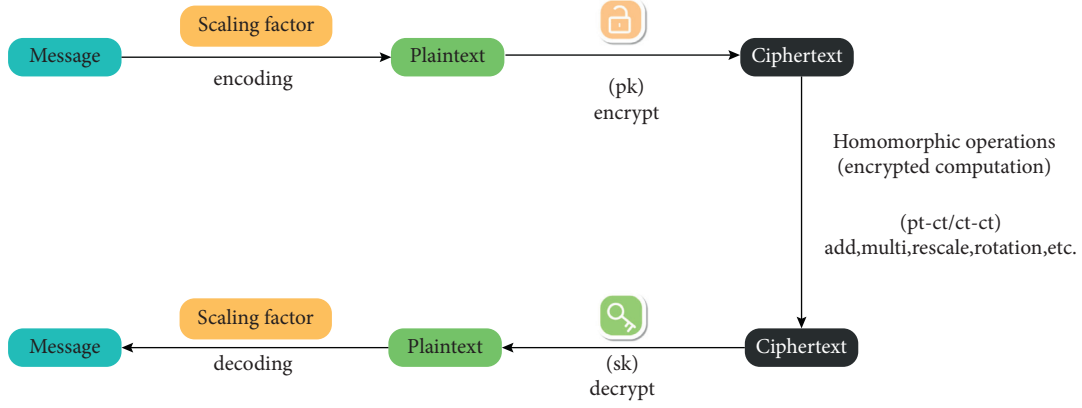 Scaling factor
Message
Plaintext
Ciphertext
encoding
(pk)
encrypt
Homomorphic operations
(encrypted computation)
(pt-ct/ct-ct)
add,multi,rescale,rotation,etc.
Scaling factor
Message
Plaintext
Ciphertext
decoding
(sk)
decrypt